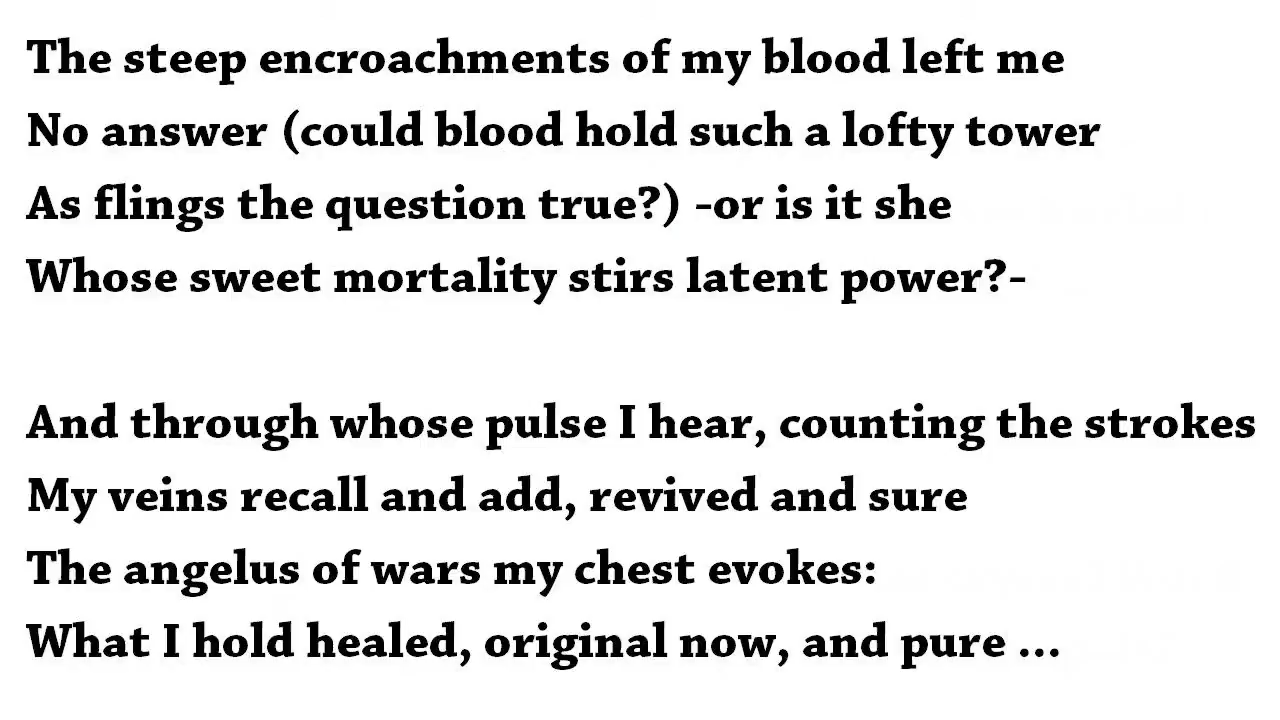 The steep encroachments of my blood left me
No answer (could blood hold such a lofty tower
As flings the question true?) -or is it she
Whose sweet mortality stirs latent power?-
And through whose pulse I hear, counting the strokes
My veins recall and add, revived and sure
The angelus of wars my chest evokes:
What I hold healed, original now, and pure ...